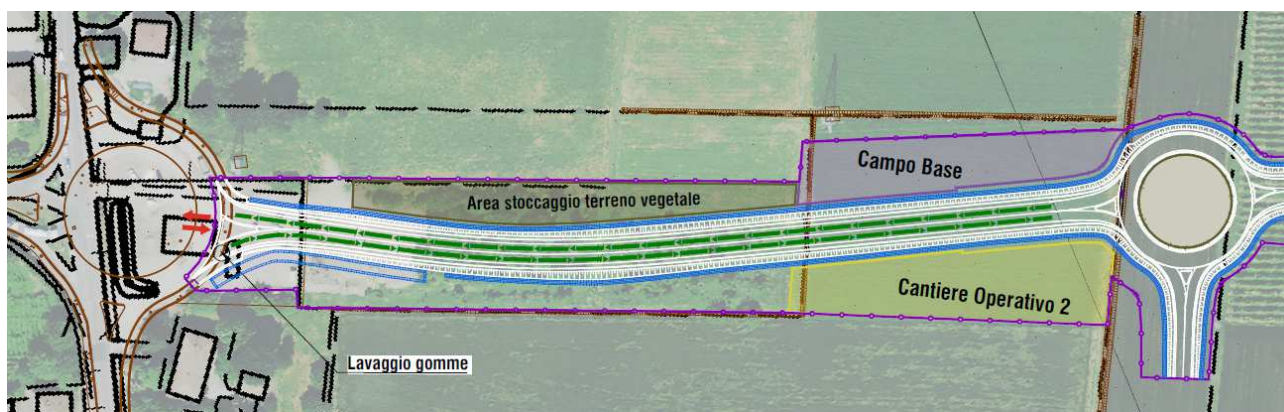 Campo Base
Area stoccaggio terreno vegetale
Cantiere Operativo 2
Lavaggio gomme